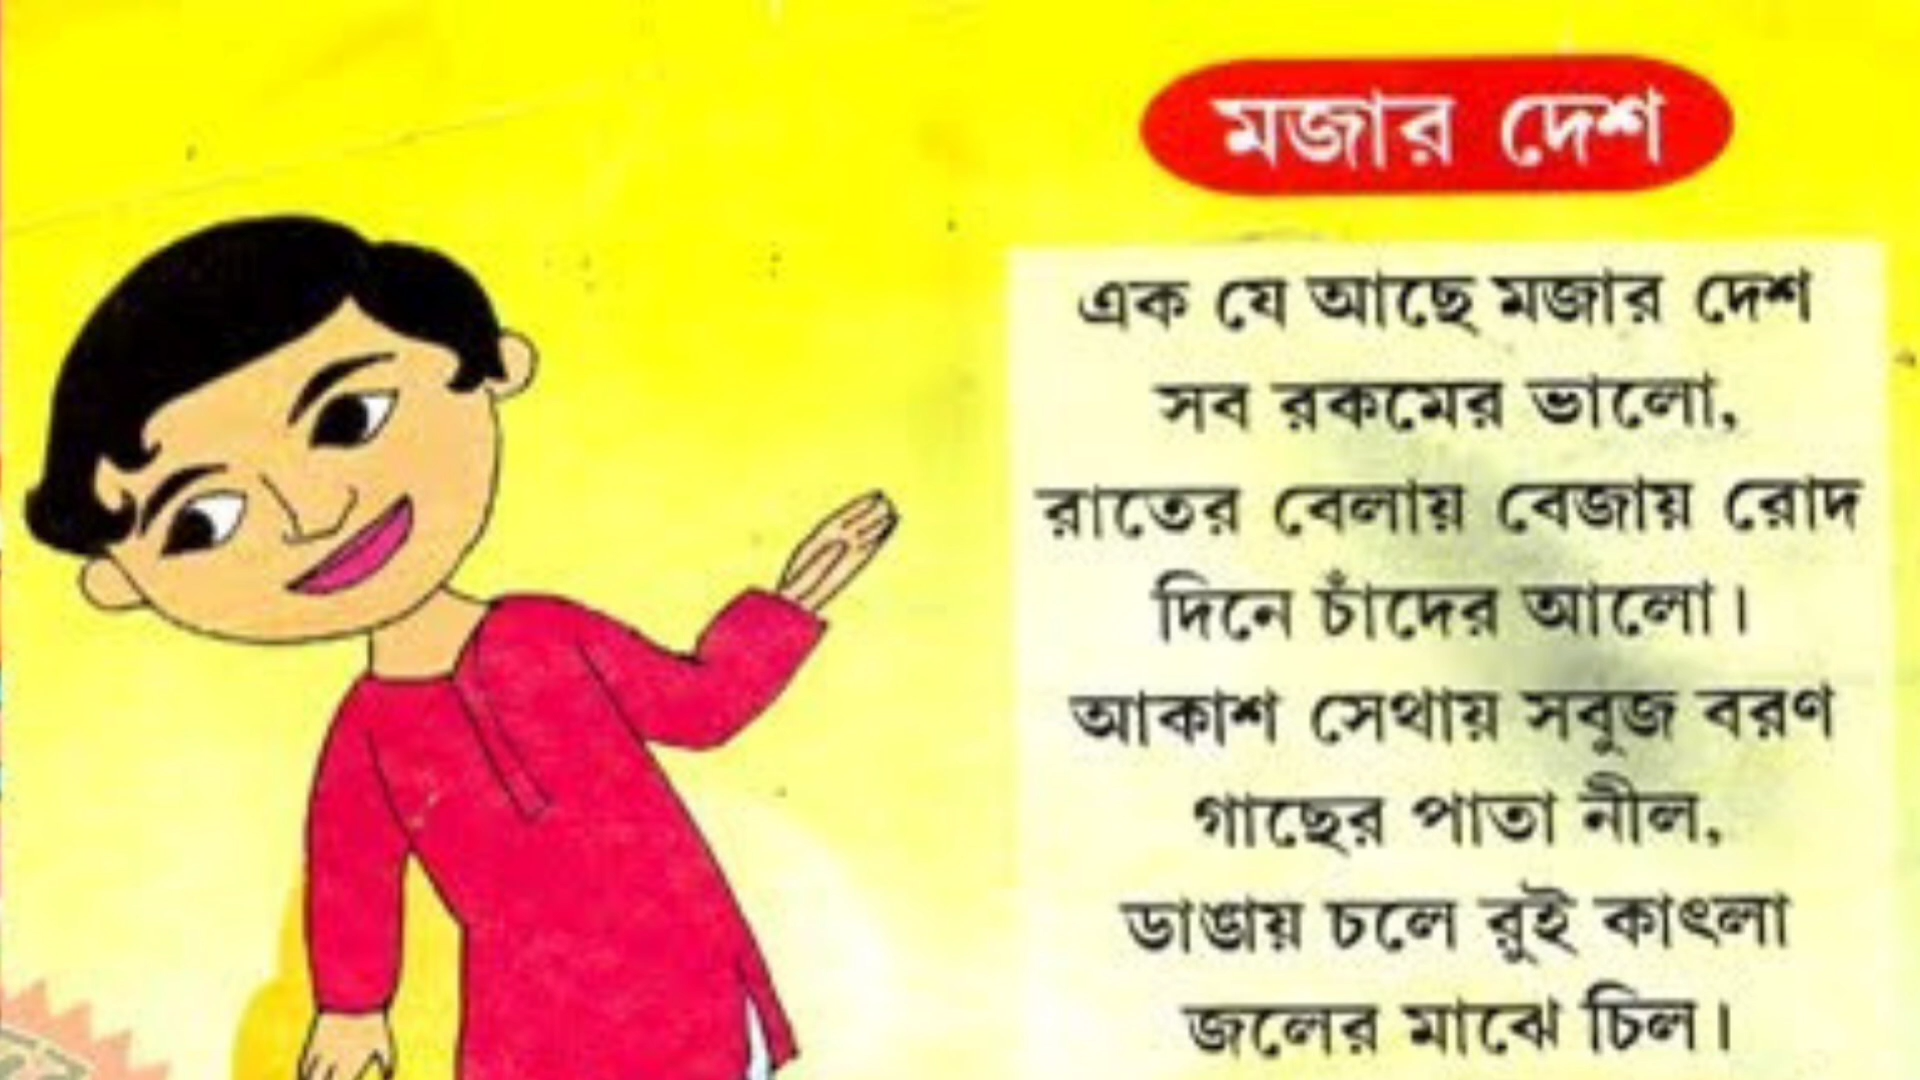 মজার দেশ
এক যে আছে মজার দেশ
সব রকমের ভালো,
রাতের বেলায় বেজায় রোদ
দিনে চাঁদের আলো।
আকাশ সেথায় সবুজ বরণ
গাছের পাতা নীল,
ডাঙায় চলে রুই কাৎলা
জলের মাঝে চিল।